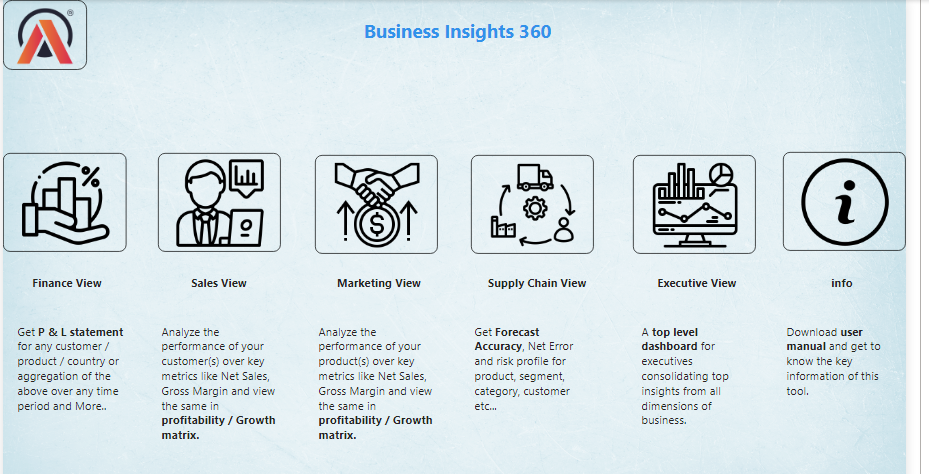 ®
Business Insights 360
%
$
i
Finance View
Sales View
Marketing View
Supply Chain View
Executive View
info
Get P & L statement
for any customer /
product / country or
aggregation of the
above over any time
period and More..
Analyze the
performance of your
customer(s) over key
metrics like Net Sales,
Gross Margin and view
the same in
profitability / Growth
matrix.
Analyze the
performance of your
product(s) over key
metrics like Net Sales,
Gross Margin and view
the same in
profitability / Growth
matrix.
Get Forecast
Accuracy, Net Error
and risk profile for
product, segment,
category, customer
etc...
A top level
dashboard for
executives
consolidating top
insights from all
dimensions of
business.
Download user
manual and get to
know the key
information of this
tool.